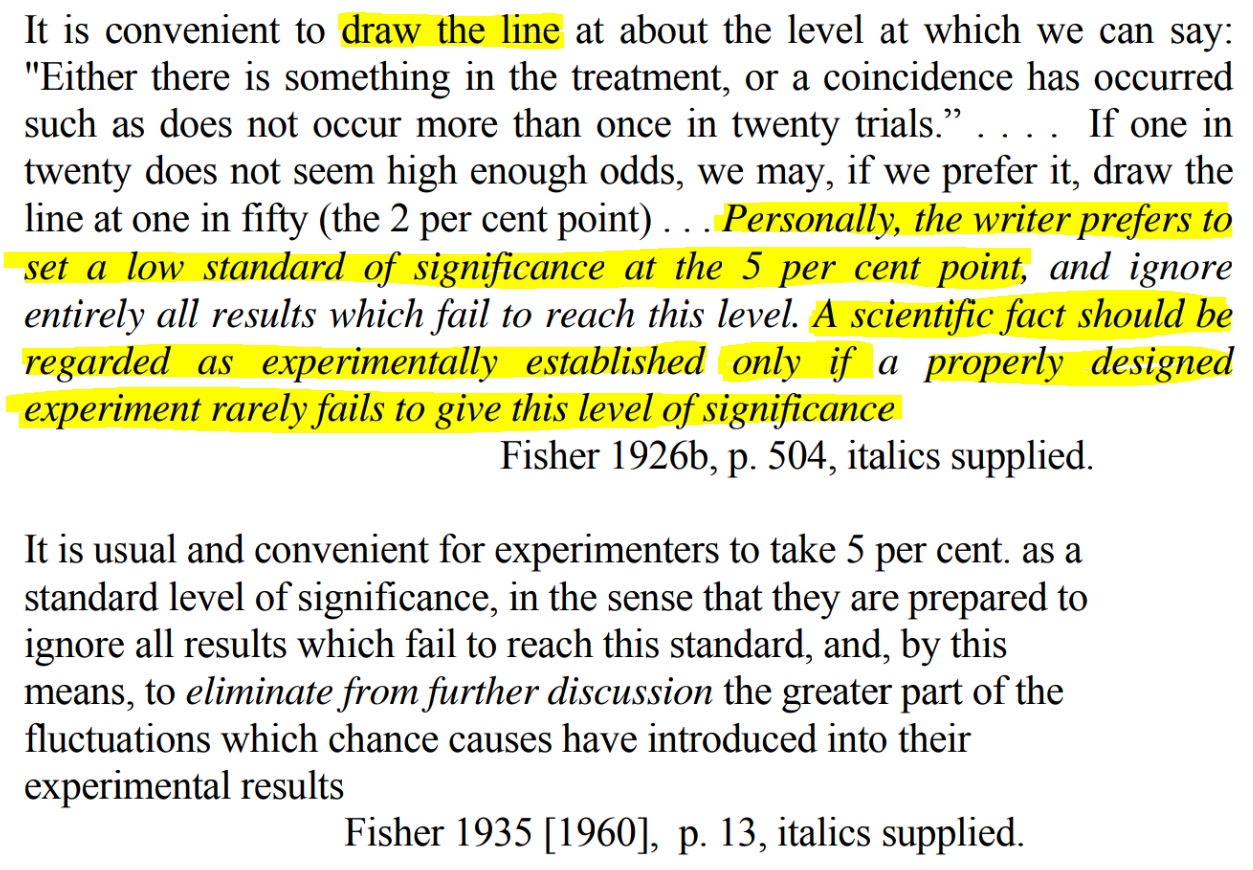 It is convenient to draw the line at about the level at which we can say:
"Either there is something in the treatment, or a coincidence has occurred
such as does not occur more than once in twenty trials.” . . . . If one in
twenty does not seem high enough odds, we may, if we prefer it, draw the
line at one in fifty (the 2 per cent point) . . . Personally, the writer prefers to
set a low standard of significance at the 5 per cent point, and ignore
entirely all results which fail to reach this level. A scientific fact should be
regarded as experimentally established only if a properly designed
experiment rarely fails to give this level of significance
Fisher 1926b, p. 504, italics supplied.
It is usual and convenient for experimenters to take 5 per cent. as a
standard level of significance, in the sense that they are prepared to
ignore all results which fail to reach this standard, and, by this
means, to eliminate from further discussion the greater part of the
fluctuations which chance causes have introduced into their
experimental results
Fisher 1935 [1960], p. 13, italics supplied.